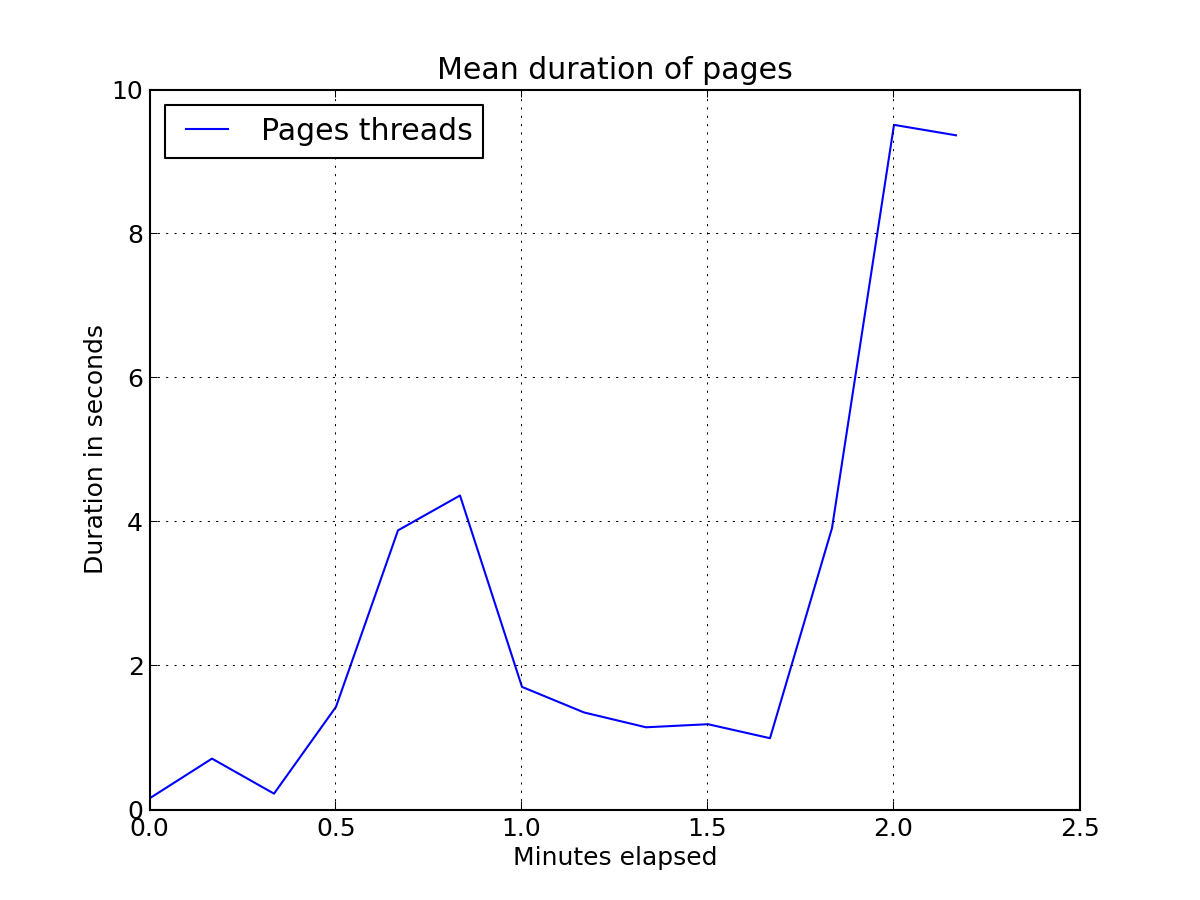 Mean duration of pages
Pages threads
10
8
6
4
2
0
Duration in seconds
0.0 0.5 1.0 1.5 2.0 2.5
Minutes elapsed